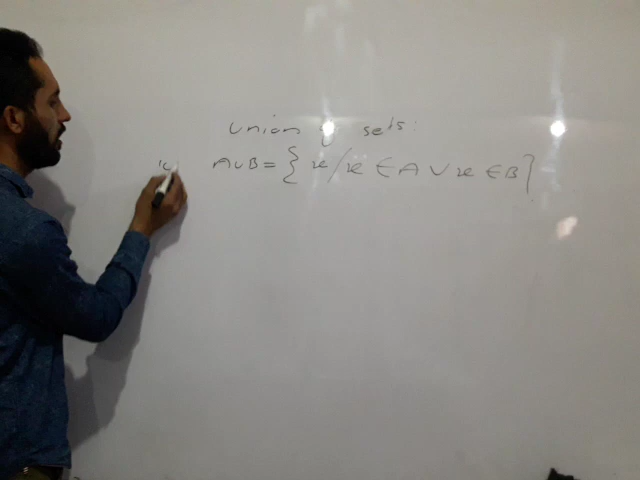 union of sets:
A∪B = { x / x ∈ A ∨ x ∈ B }